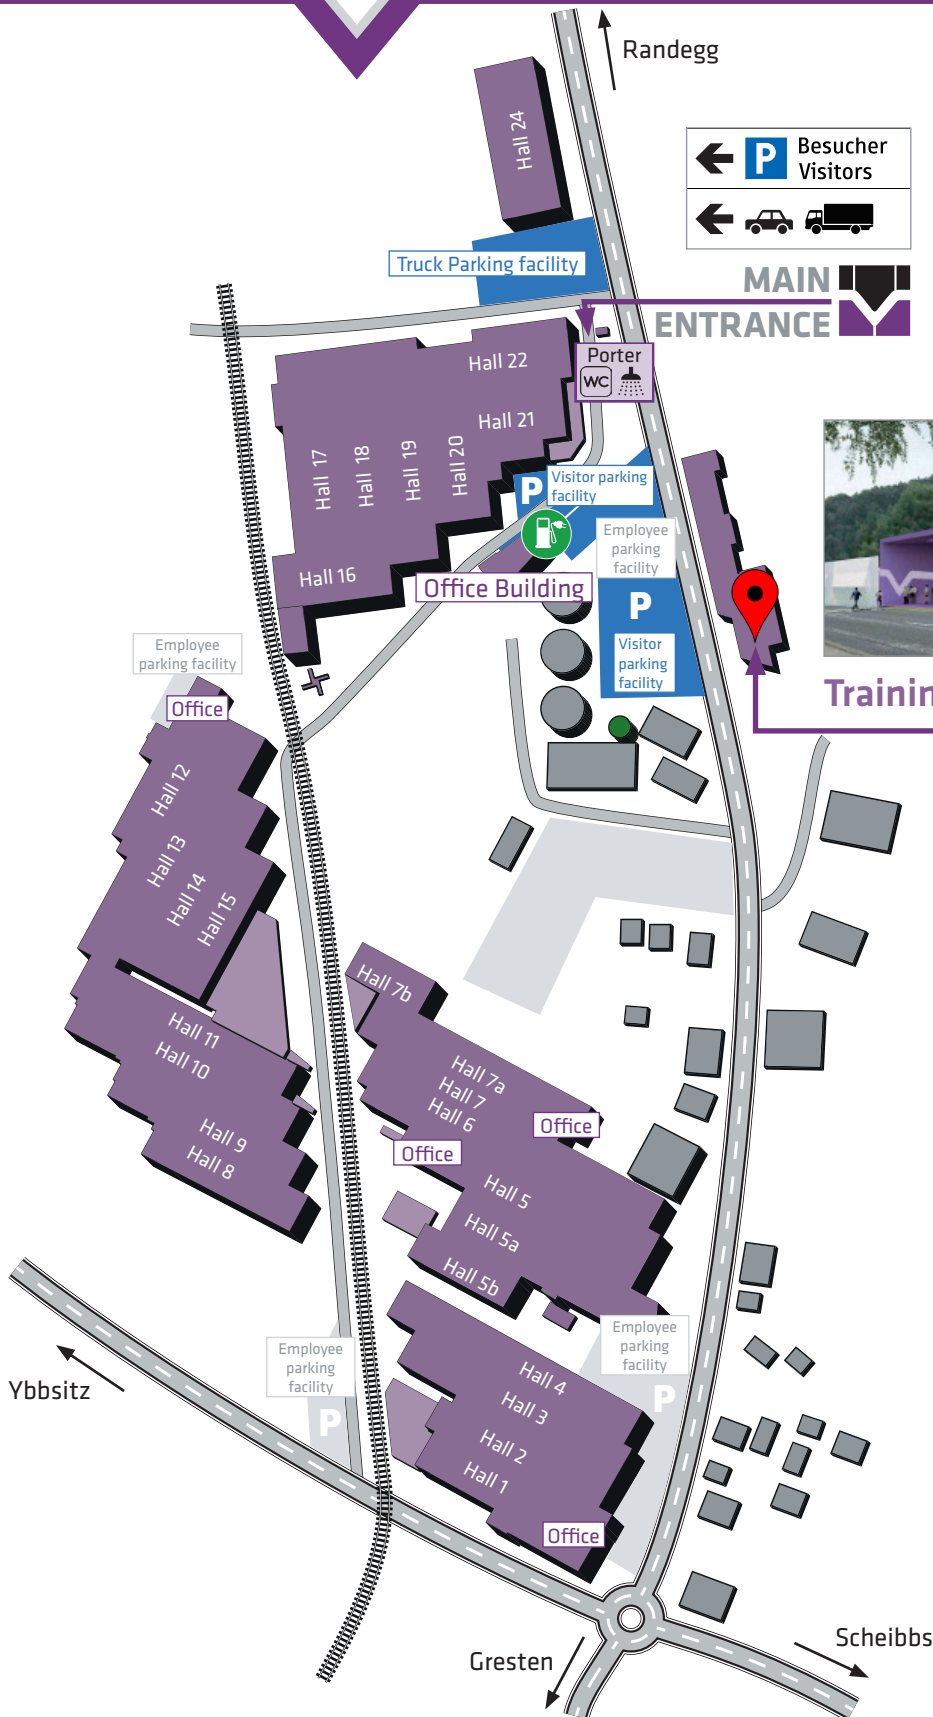 Randegg
Hall 24
P
Besucher
Visitors
Truck Parking facility
MAIN
ENTRANCE
Porter
WC
Hall 22
Hall 21
Hall 20
Hall 19
Hall 18
Hall 17
Hall 16
P
Visitor parking
facility
Employee
parking
facility
Office Building
P
Visitor
parking
facility
Employee
parking facility
Office
Trainin
Hall 12
Hall 13
Hall 14
Hall 15
Hall 7b
Hall 11
Hall 10
Hall 9
Hall 8
Hall 7a
Hall 7
Hall 6
Office
Office
Hall 5
Hall 5a
Hall 5b
Employee
parking
facility
P
Employee
parking
facility
P
Ybbsitz
Hall 4
Hall 3
Hall 2
Hall 1
Office
Gresten
Scheibbs